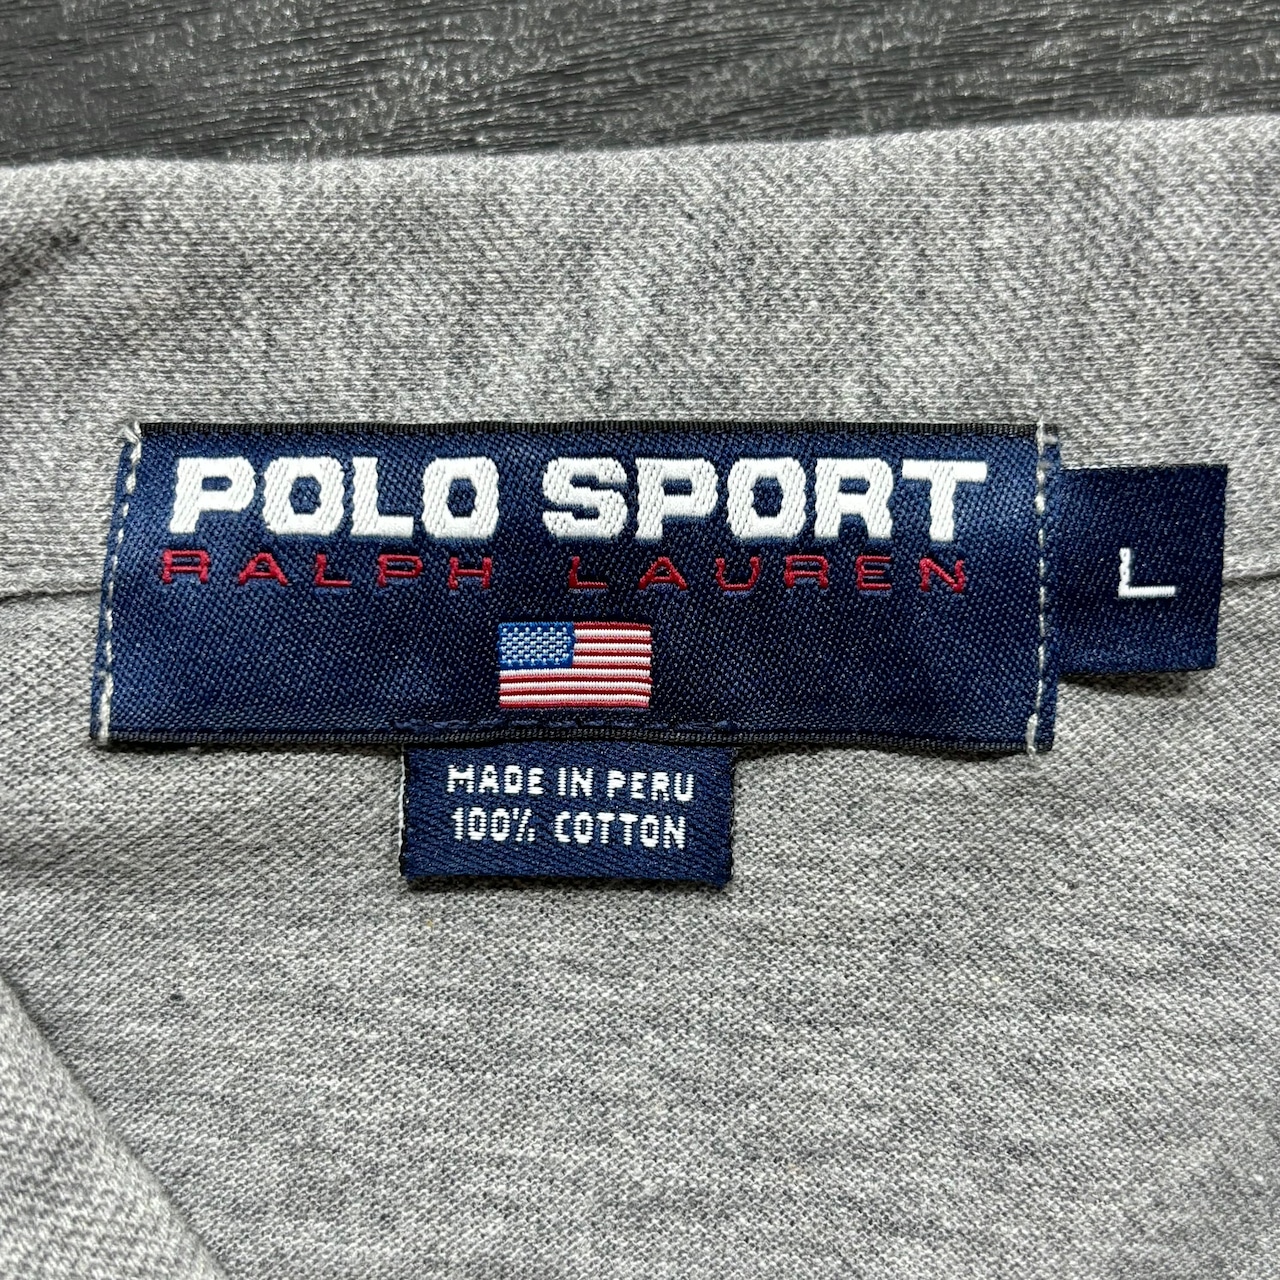 POLO SPORT
RALPH LAUREN
L
MADE IN PERU
100% COTTON